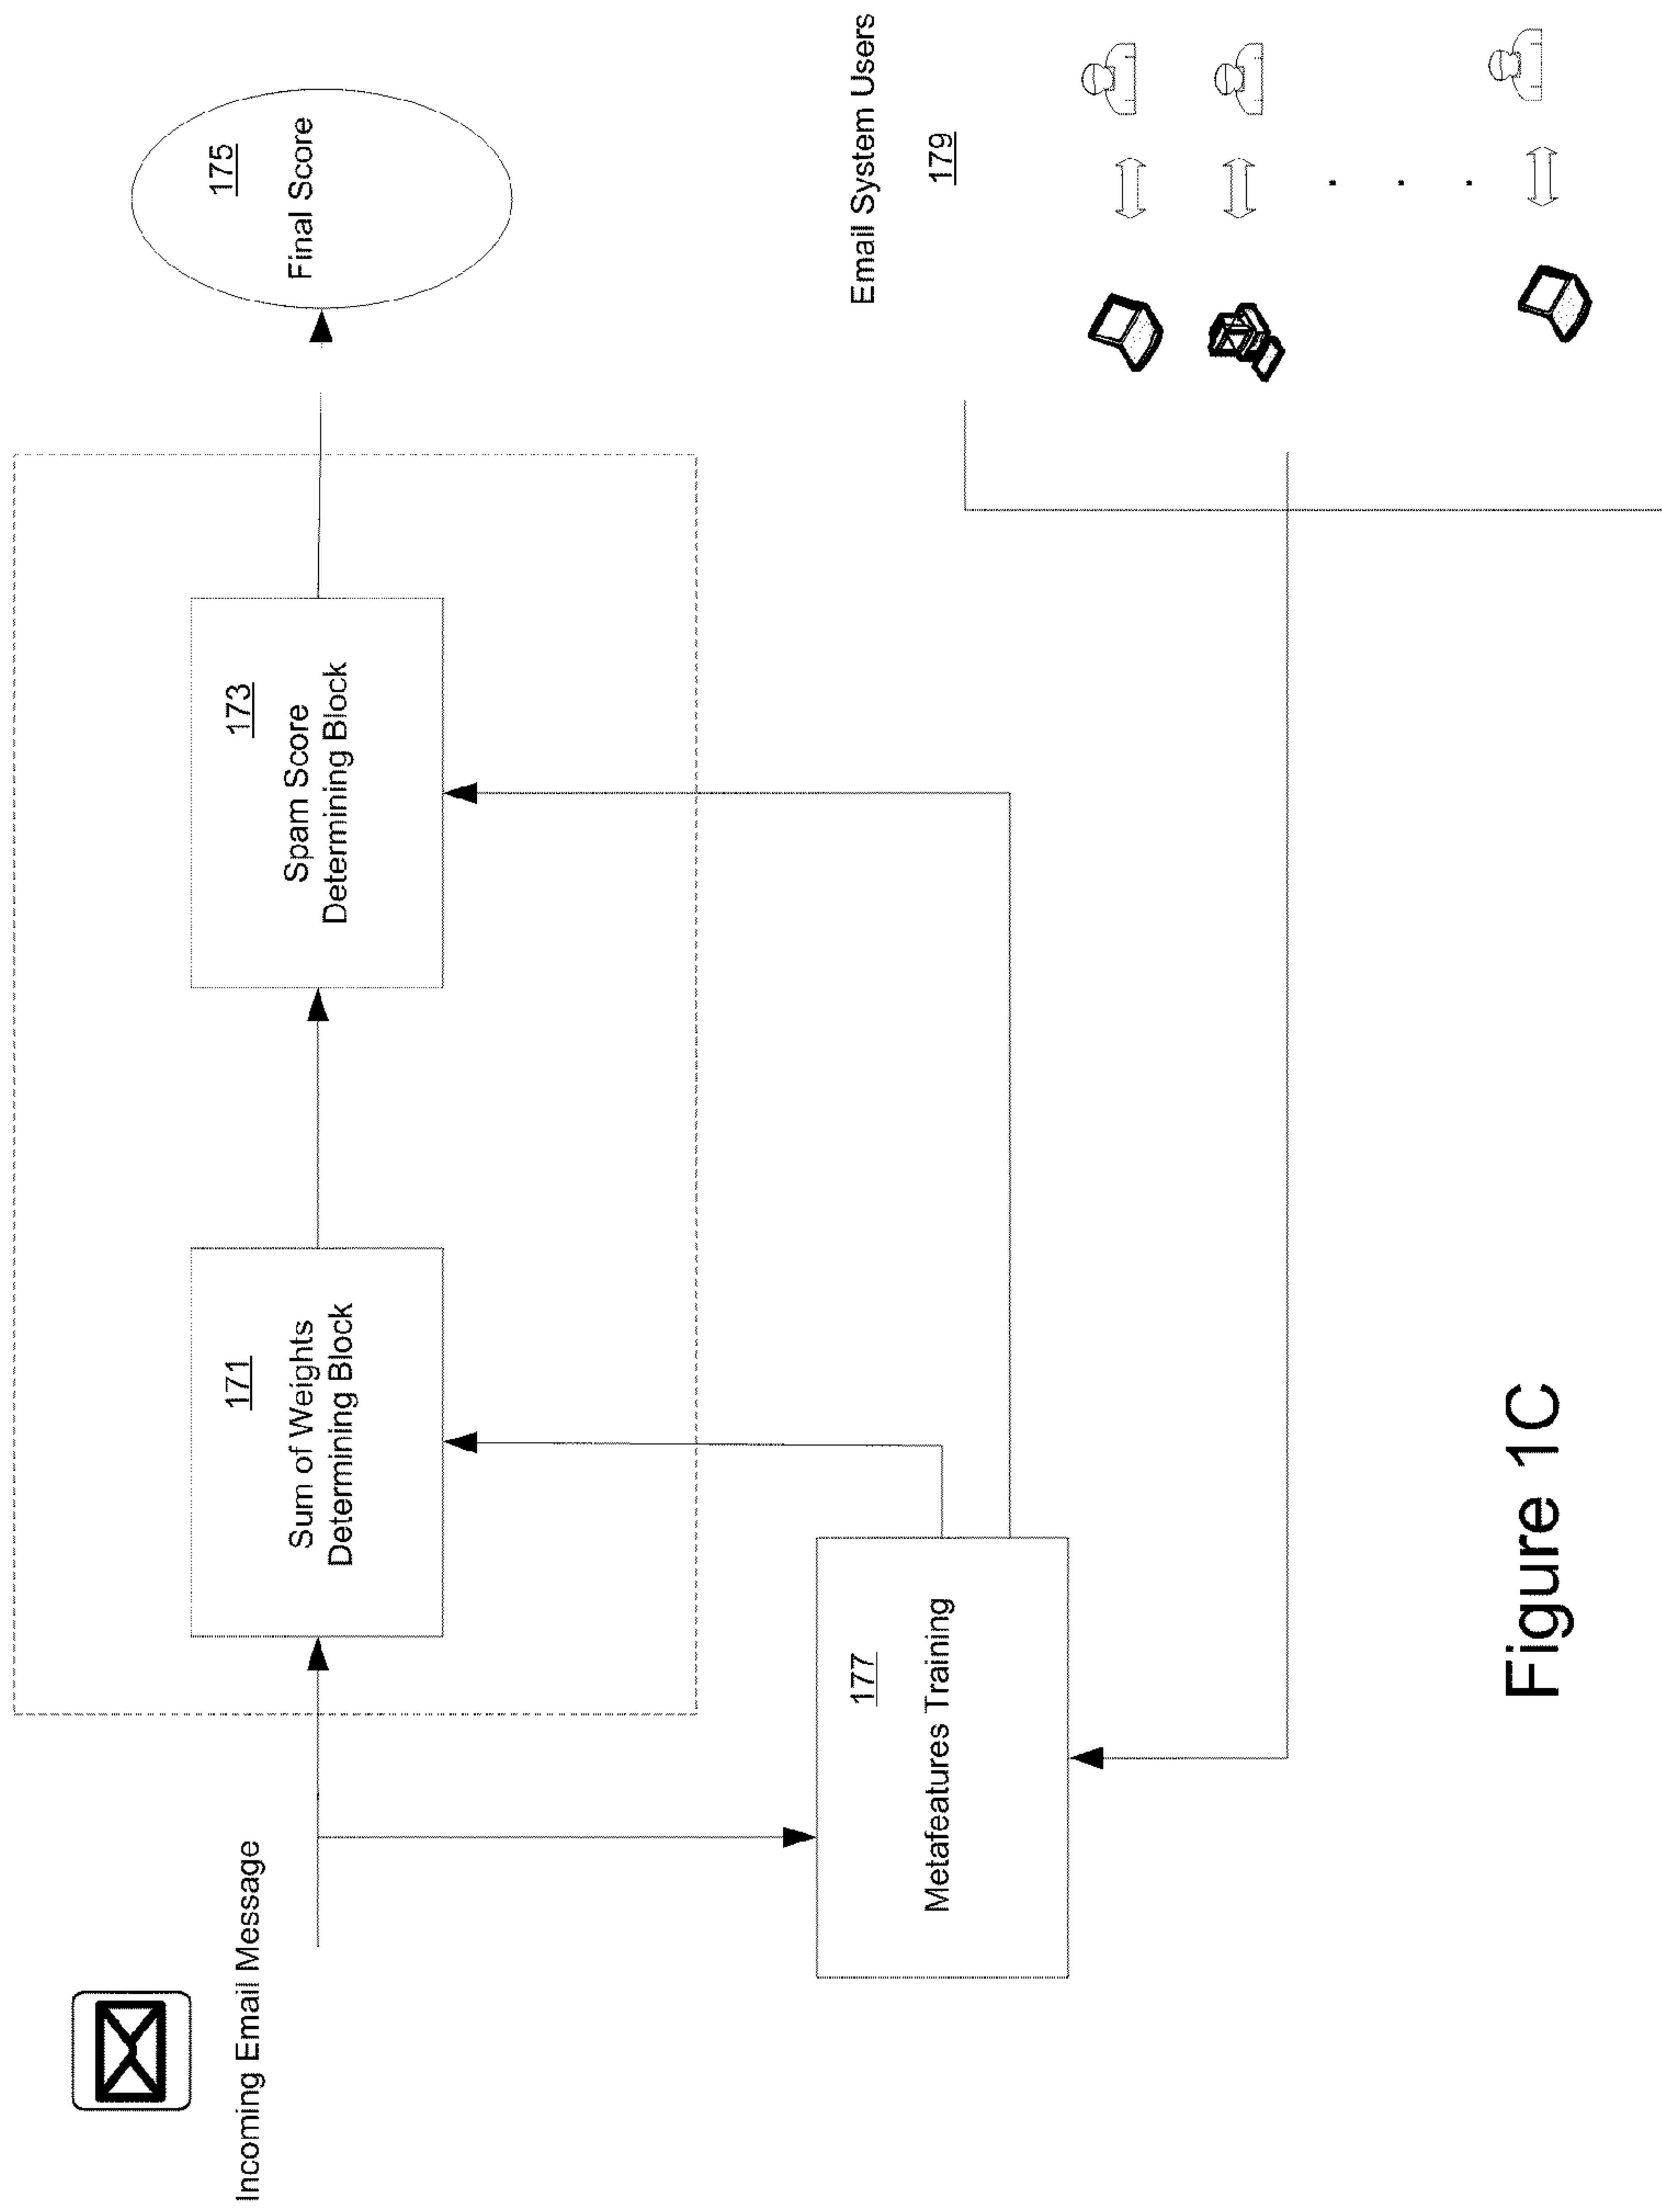 Incoming Email Message
171
Sum of Weights
Determining Block
173
Spam Score
Determining Block
175
Final Score
177
Metafeatures Training
Email System Users
179
Figure 1C